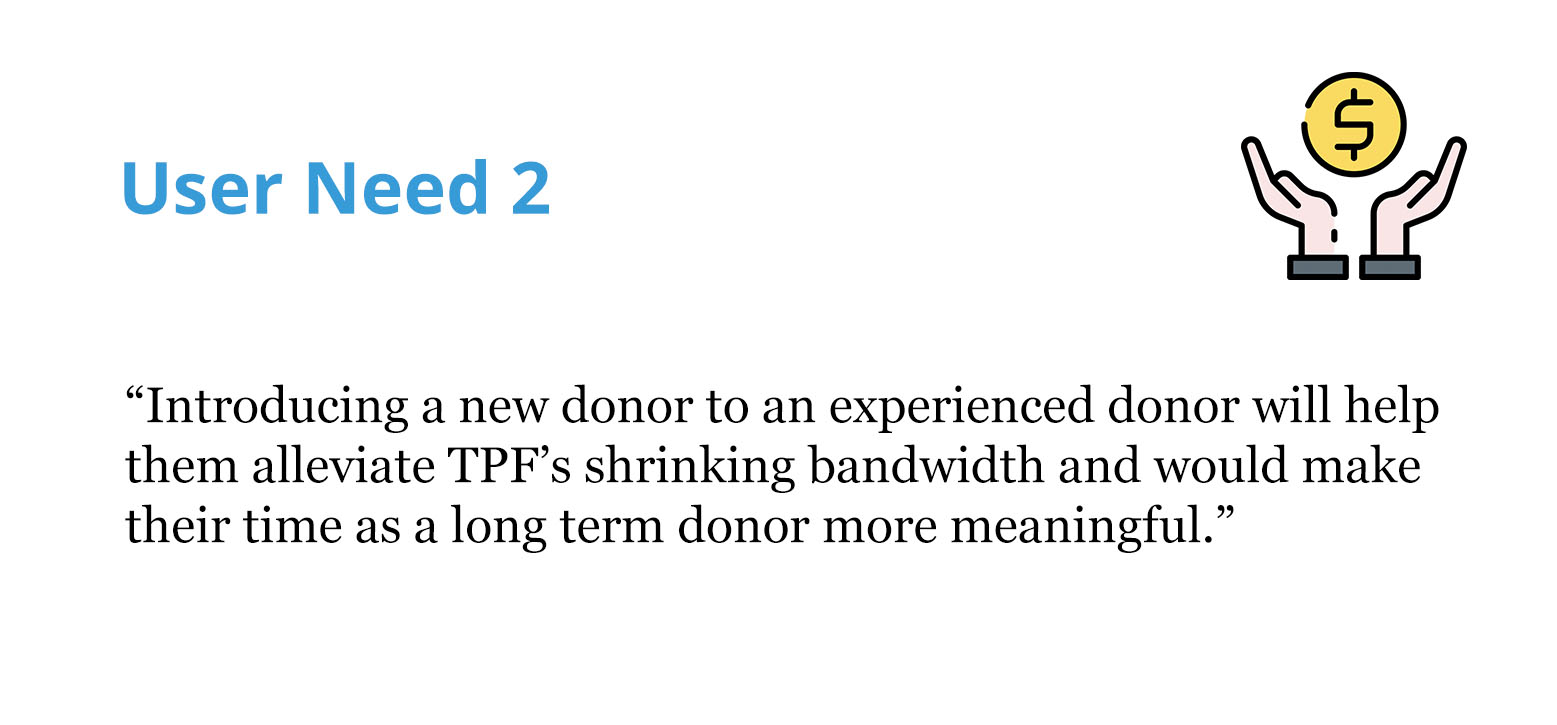 User Need 2
“Introducing a new donor to an experienced donor will help
them alleviate TPF’s shrinking bandwidth and would make
their time as a long term donor more meaningful.”